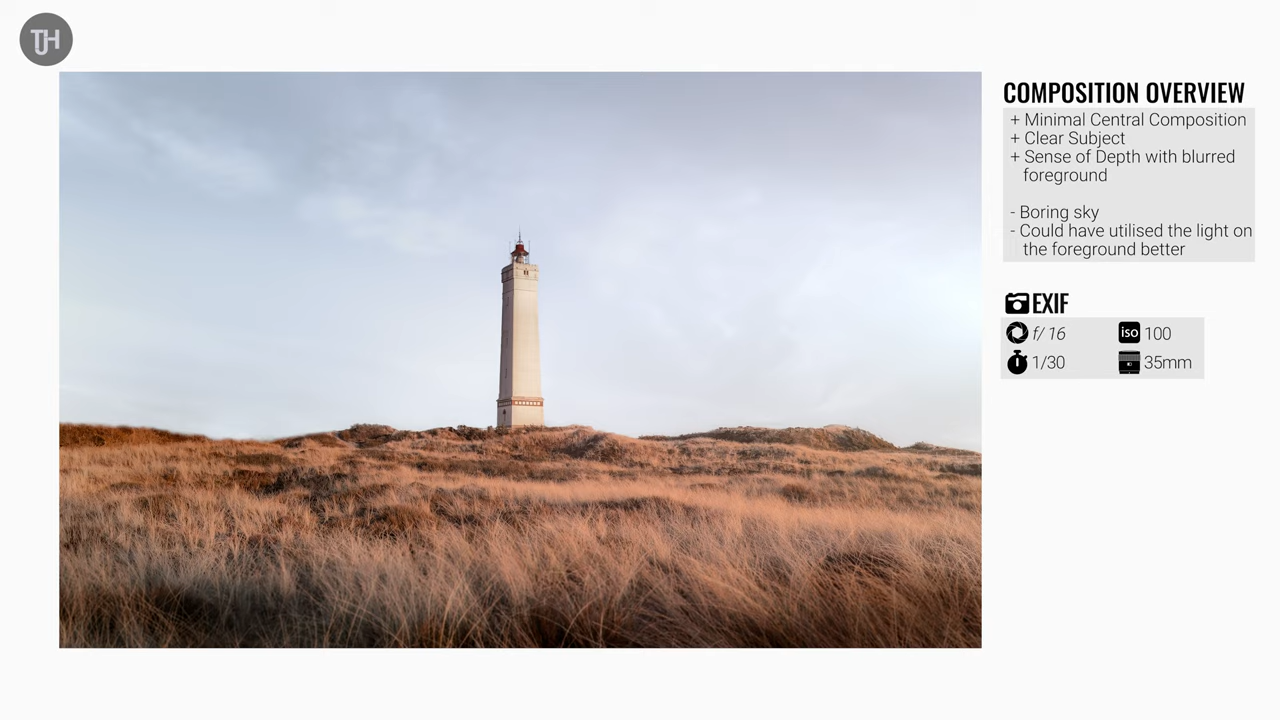 TJH
COMPOSITION OVERVIEW
+ Minimal Central Composition
+ Clear Subject
+ Sense of Depth with blurred
foreground
- Boring sky
- Could have utilised the light on
the foreground better
EXIF
f/ 16
iso 100
1/30
35mm